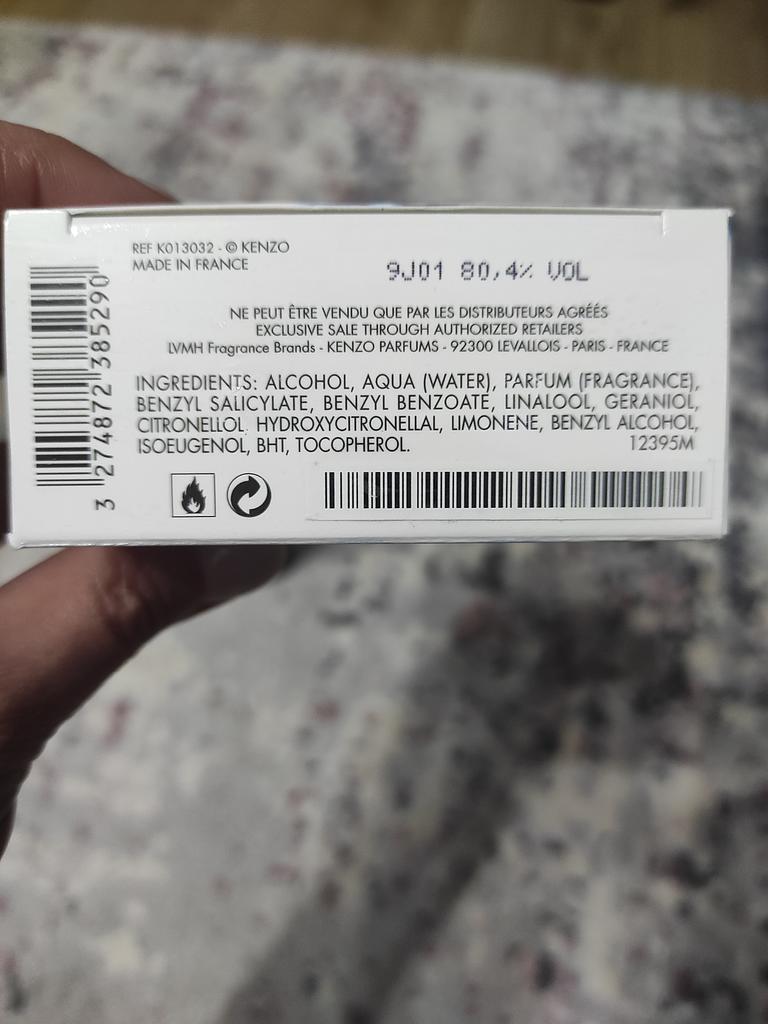 REF K013032 - © KENZO
MADE IN FRANCE
9J01 80,4% VOL
NE PEUT ÊTRE VENDU QUE PAR LES DISTRIBUTEURS AGRÉÉS
EXCLUSIVE SALE THROUGH AUTHORIZED RETAILERS
LVMH Fragrance Brands - KENZO PARFUMS - 92300 LEVALLOIS - PARIS - FRANCE
INGREDIENTS: ALCOHOL, AQUA (WATER), PARFUM (FRAGRANCE),
BENZYL SALICYLATE, BENZYL BENZOATE, LINALOOL, GERANIOL,
CITRONELLOL, HYDROXYCITRONELLAL, LIMONENE, BENZYL ALCOHOL,
ISOEUGENOL, BHT, TOCOPHEROL. 12395M
3 274872 385290